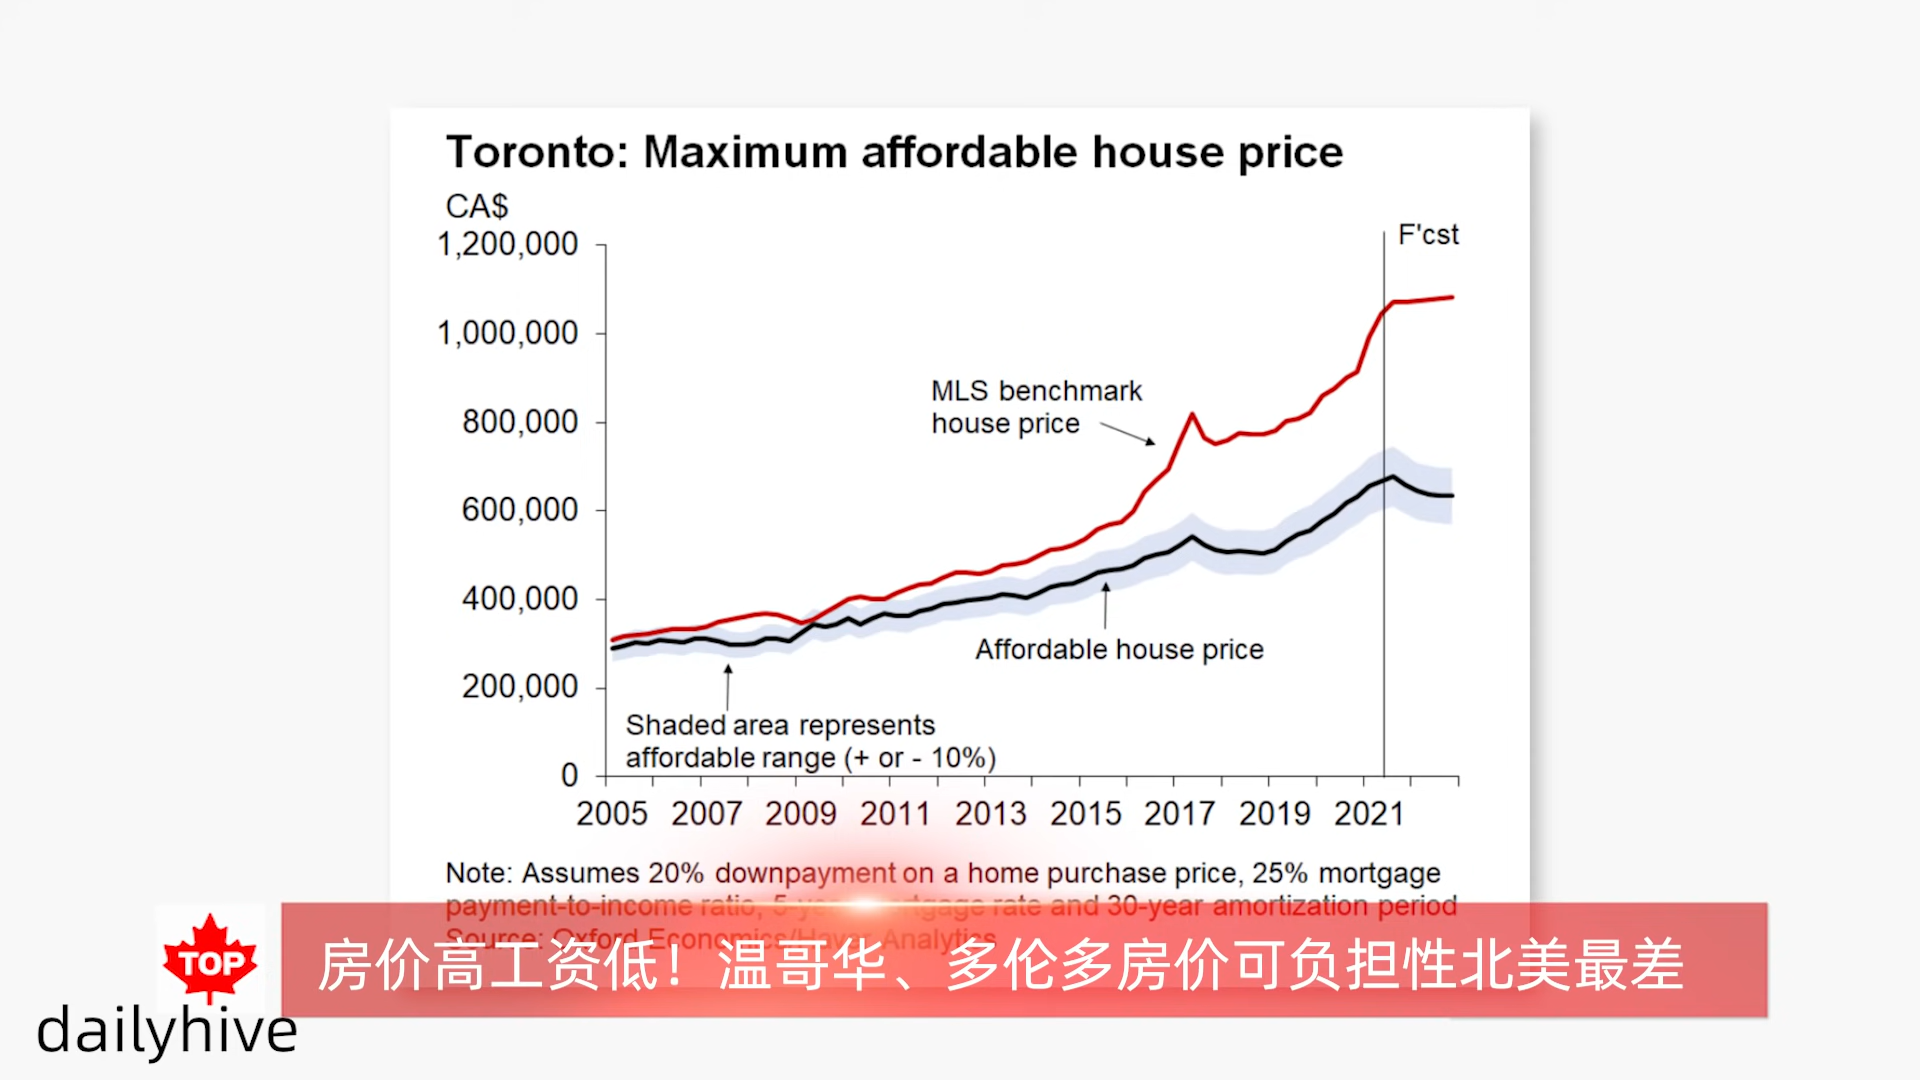 Toronto: Maximum affordable house price
CA$
1,200,000
F'cst
1,000,000
MLS benchmark
house price
800,000
600,000
400,000
Affordable house price
200,000
Shaded area represents
affordable range (+ or - 10%)
0
2005 2007 2009 2011 2013 2015 2017 2019 2021
Note: Assumes 20% downpayment on a home purchase price, 25% mortgage
payment-to-income ratio, mortgage rate and 30-year amortization period
Source: Oxford Economics/Haver Analytics
TOP
房价高工资低！温哥华、多伦多房价可负担性北美最差
dailyhive